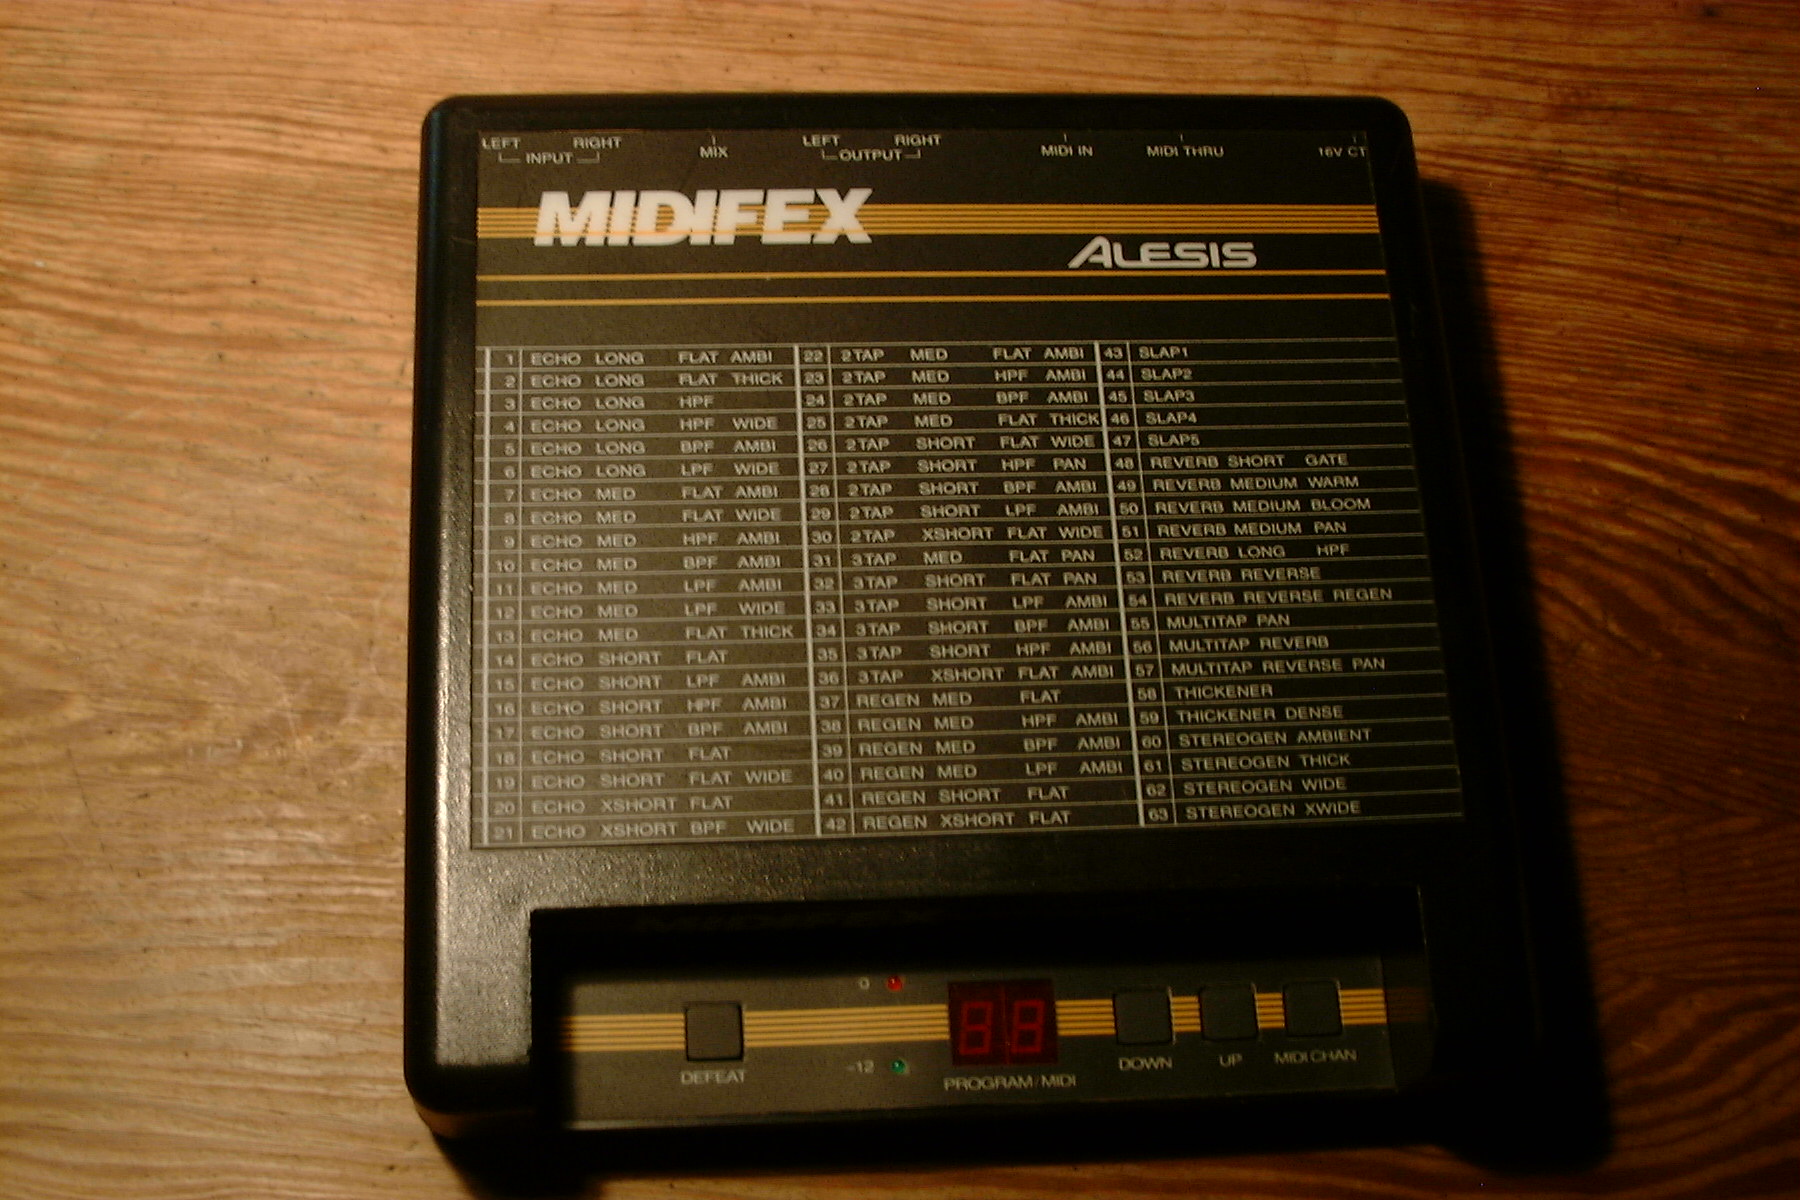 LEFT RIGHT MIX LEFT RIGHT MIDI IN MIDI THRU 16V CT
INPUT OUTPUT
MIDIFEX
ALESIS
1 ECHO LONG FLAT AMBI 22 2TAP MED FLAT AMBI 43 SLAP1
2 ECHO LONG FLAT THICK 23 2TAP MED HPF AMBI 44 SLAP2
3 ECHO LONG HPF 24 2TAP MED BPF AMBI 45 SLAP3
4 ECHO LONG HPF WIDE 25 2TAP MED FLAT THICK 46 SLAP4
5 ECHO LONG BPF AMBI 26 2TAP SHORT FLAT WIDE 47 SLAP5
6 ECHO LONG LPF WIDE 27 2TAP SHORT HPF PAN 48 REVERB SHORT GATE
7 ECHO MED FLAT AMBI 28 2TAP SHORT BPF AMBI 49 REVERB MEDIUM WARM
8 ECHO MED FLAT WIDE 29 2TAP SHORT LPF AMBI 50 REVERB MEDIUM BLOOM
9 ECHO MED HPF AMBI 30 2TAP XSHORT FLAT WIDE 51 REVERB MEDIUM PAN
10 ECHO MED BPF AMBI 31 3TAP MED FLAT PAN 52 REVERB LONG HPF
11 ECHO MED LPF AMBI 32 3TAP SHORT FLAT PAN 53 REVERB REVERSE
12 ECHO MED LPF WIDE 33 3TAP SHORT LPF AMBI 54 REVERB REVERSE REGEN
13 ECHO MED FLAT THICK 34 3TAP SHORT BPF AMBI 55 MULTITAP PAN
14 ECHO SHORT FLAT 35 3TAP SHORT HPF AMBI 56 MULTITAP REVERB
15 ECHO SHORT LPF AMBI 36 3TAP XSHORT FLAT AMBI 57 MULTITAP REVERSE PAN
16 ECHO SHORT HPF AMBI 37 REGEN MED FLAT 58 THICKENER
17 ECHO SHORT BPF AMBI 38 REGEN MED HPF AMBI 59 THICKENER DENSE
18 ECHO SHORT FLAT 39 REGEN MED BPF AMBI 60 STEREOGEN AMBIENT
19 ECHO SHORT FLAT WIDE 40 REGEN MED LPF AMBI 61 STEREOGEN THICK
20 ECHO XSHORT FLAT 41 REGEN SHORT FLAT 62 STEREOGEN WIDE
21 ECHO XSHORT BPF WIDE 42 REGEN XSHORT FLAT 63 STEREOGEN XWIDE
0
-12
DEFEAT PROGRAM/MIDI DOWN UP MIDI CHAN